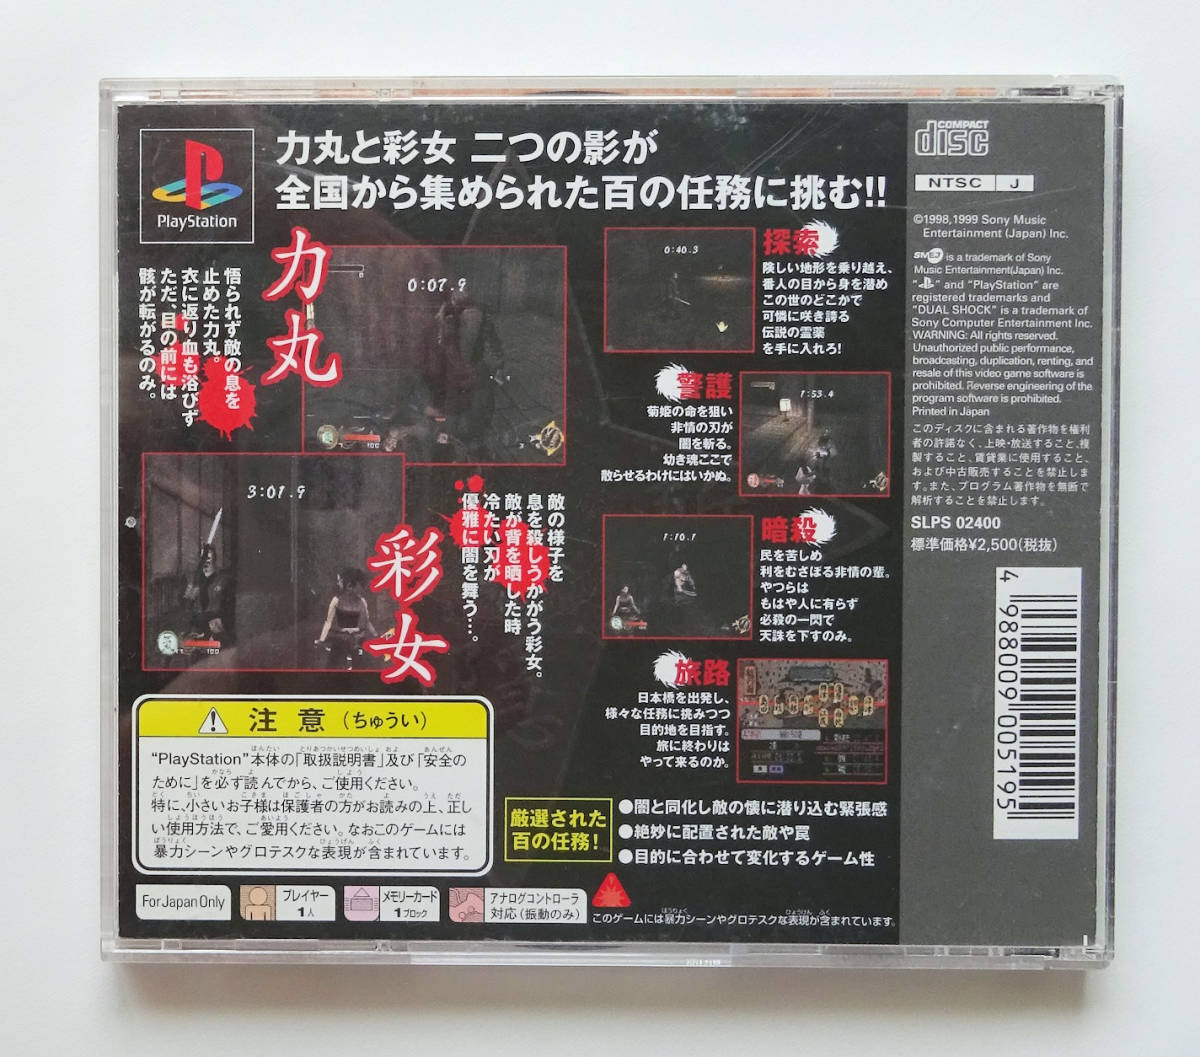 PlayStation
力丸と彩女 二つの影が
全国から集められた百の任務に挑む!!
力丸
悟られず敵の息を
止めた力丸。
衣に返り血も浴びず
ただ、目の前には
骸が転がるのみ。
0:07.9
100
3:01.9
彩女
敵の様子を
息を殺しうかがう彩女。
敵が背を晒した時
冷たい刃が
優雅に闇を舞う…。
0:40.3
探索
険しい地形を乗り越え、
番人の目から身を潜め
この世のどこかで
可憐に咲き誇る
伝説の霊薬
を手に入れろ!
警護
菊姫の命を狙い
非情の刃が
闇を斬る。
幼き魂ここで
散らせるわけにはいかぬ。
1:53.4
100
1:10.1
暗殺
民を苦しめ
利をむさぼる非情の輩。
やつらは
もはや人に有らず
必殺の一閃で
天誅を下すのみ。
旅路
日本橋を出発し、
様々な任務に挑みつつ
目的地を目指す。
旅に終わりは
やって来るのか。
注意(ちゅうい)
"PlayStation"本体の「取扱説明書」及び「安全の
ために」を必ず読んでから、ご使用ください。
特に、小さいお子様は保護者の方がお読みの上、正し
い使用方法で、ご愛用ください。なおこのゲームには
暴力シーンやグロテスクな表現が含まれています。
厳選された
百の任務!
●闇と同化し敵の懐に潜り込む緊張感
●絶妙に配置された敵や罠
●目的に合わせて変化するゲーム性
For Japan Only
プレイヤー
1人
メモリーカード
1ブロック
アナログコントローラ
対応(振動のみ)
このゲームには暴力シーンやグロテスクな表現が含まれています。
COMPACT
disc
NTSC J
©1998,1999 Sony Music
Entertainment (Japan) Inc.
is a trademark of Sony
Music Entertainment(Japan) Inc.
" " and "PlayStation" are
registered trademarks and
"DUAL SHOCK" is a trademark of
Sony Computer Entertainment Inc.
WARNING: All rights reserved.
Unauthorized public performance,
broadcasting, duplication, renting, and
resale of this video game software is
prohibited. Reverse engineering of the
program software is prohibited.
Printed in Japan
このディスクに含まれる著作物を権利
者の許諾なく、上映・放送すること、複
製すること、賃貸業に使用すること、
および中古販売することを禁止しま
す。また、プログラム著作物を無断で
解析することを禁止します。
SLPS 02400
標準価格¥2,500(税抜)
4 988009 005195